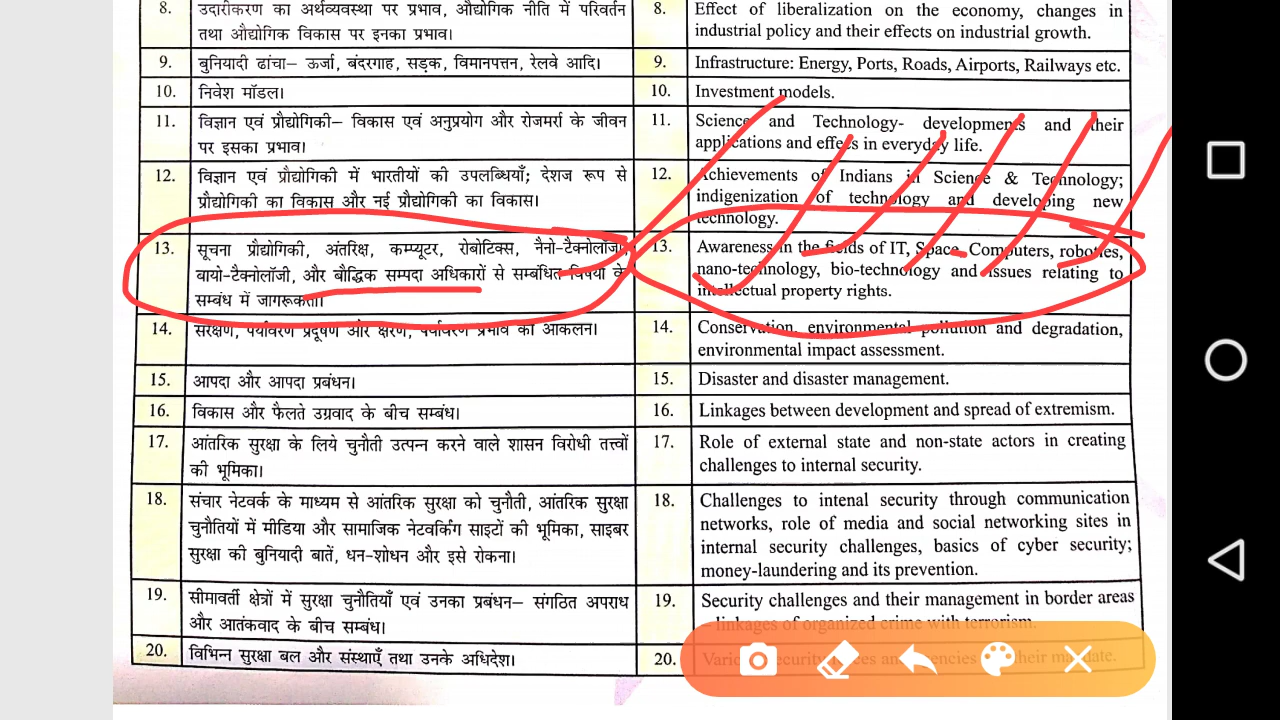 8. उदारीकरण का अर्थव्यवस्था पर प्रभाव, औद्योगिक नीति में परिवर्तन
तथा औद्योगिक विकास पर इनका प्रभाव।
8. Effect of liberalization on the economy, changes in
industrial policy and their effects on industrial growth.
9. बुनियादी ढांचा– ऊर्जा, बंदरगाह, सड़क, विमानपत्तन, रेलवे आदि।
9. Infrastructure: Energy, Ports, Roads, Airports, Railways etc.
10. निवेश मॉडल।
10. Investment models.
11. विज्ञान एवं प्रौद्योगिकी– विकास एवं अनुप्रयोग और रोजमर्रा के जीवन
पर इसका प्रभाव।
11. Science and Technology- developments and their
applications and effects in everyday life.
12. विज्ञान एवं प्रौद्योगिकी में भारतीयों की उपलब्धियाँ; देशज रूप से
प्रौद्योगिकी का विकास और नई प्रौद्योगिकी का विकास।
12. Achievements of Indians in Science & Technology;
indigenization of technology and developing new
technology.
13. सूचना प्रौद्योगिकी, अंतरिक्ष, कम्प्यूटर, रोबोटिक्स, नैनो-टैक्नोलॉजी,
बायो-टैक्नोलॉजी, और बौद्धिक सम्पदा अधिकारों से सम्बंधित विषयों के
सम्बंध में जागरूकता।
13. Awareness in the fields of IT, Space, Computers, robotics,
nano-technology, bio-technology and issues relating to
intellectual property rights.
14. संरक्षण, पर्यावरण प्रदूषण और क्षरण, पर्यावरण प्रभाव का आकलन।
14. Conservation, environmental pollution and degradation,
environmental impact assessment.
15. आपदा और आपदा प्रबंधन।
15. Disaster and disaster management.
16. विकास और फैलते उग्रवाद के बीच सम्बंध।
16. Linkages between development and spread of extremism.
17. आंतरिक सुरक्षा के लिये चुनौती उत्पन्न करने वाले शासन विरोधी तत्त्वों
की भूमिका।
17. Role of external state and non-state actors in creating
challenges to internal security.
18. संचार नेटवर्क के माध्यम से आंतरिक सुरक्षा को चुनौती, आंतरिक सुरक्षा
चुनौतियों में मीडिया और सामाजिक नेटवर्किंग साइटों की भूमिका, साइबर
सुरक्षा की बुनियादी बातें, धन-शोधन और इसे रोकना।
18. Challenges to intenal security through communication
networks, role of media and social networking sites in
internal security challenges, basics of cyber security;
money-laundering and its prevention.
19. सीमावर्ती क्षेत्रों में सुरक्षा चुनौतियाँ एवं उनका प्रबंधन– संगठित अपराध
और आतंकवाद के बीच सम्बंध।
19. Security challenges and their management in border areas
– linkages of organized crime with terrorism.
20. विभिन्न सुरक्षा बल और संस्थाएँ तथा उनके अधिदेश।
20.